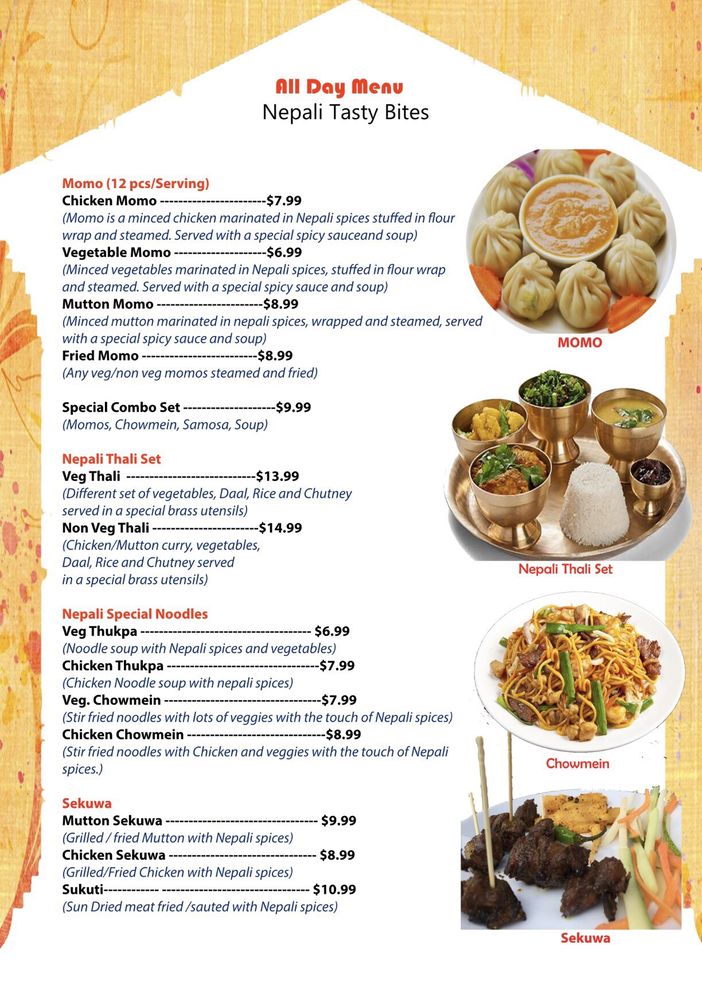 All Day Menu
Nepali Tasty Bites
Momo (12 pcs/Serving)
Chicken Momo -----------------------$7.99
(Momo is a minced chicken marinated in Nepali spices stuffed in flour
wrap and steamed. Served with a special spicy sauceand soup)
Vegetable Momo --------------------$6.99
(Minced vegetables marinated in Nepali spices, stuffed in flour wrap
and steamed. Served with a special spicy sauce and soup)
Mutton Momo -----------------------$8.99
(Minced mutton marinated in nepali spices, wrapped and steamed, served
with a special spicy sauce and soup)
Fried Momo -------------------------$8.99
(Any veg/non veg momos steamed and fried)
MOMO
Special Combo Set --------------------$9.99
(Momos, Chowmein, Samosa, Soup)
Nepali Thali Set
Veg Thali ----------------------------$13.99
(Different set of vegetables, Daal, Rice and Chutney
served in a special brass utensils)
Non Veg Thali -----------------------$14.99
(Chicken/Mutton curry, vegetables,
Daal, Rice and Chutney served
in a special brass utensils)
Nepali Thali Set
Nepali Special Noodles
Veg Thukpa ------------------------------------- $6.99
(Noodle soup with Nepali spices and vegetables)
Chicken Thukpa ---------------------------------$7.99
(Chicken Noodle soup with nepali spices)
Veg. Chowmein ----------------------------------$7.99
(Stir fried noodles with lots of veggies with the touch of Nepali spices)
Chicken Chowmein ------------------------------$8.99
(Stir fried noodles with Chicken and veggies with the touch of Nepali
spices.)
Chowmein
Sekuwa
Mutton Sekuwa --------------------------------- $9.99
(Grilled / fried Mutton with Nepali spices)
Chicken Sekuwa -------------------------------- $8.99
(Grilled/Fried Chicken with Nepali spices)
Sukuti------------ -------------------------------- $10.99
(Sun Dried meat fried /sauted with Nepali spices)
Sekuwa